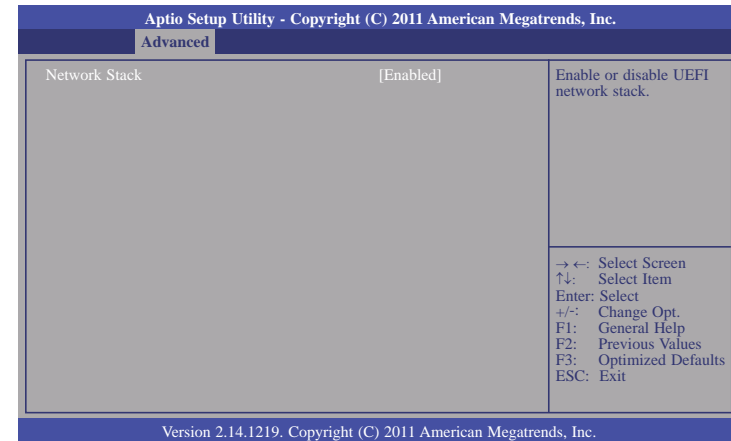 Aptio Setup Utility - Copyright (C) 2011 American Megatrends, Inc.
Advanced
Network Stack [Enabled]
Enable or disable UEFI
network stack.
→ ←: Select Screen
↑↓: Select Item
Enter: Select
+/-: Change Opt.
F1: General Help
F2: Previous Values
F3: Optimized Defaults
ESC: Exit
Version 2.14.1219. Copyright (C) 2011 American Megatrends, Inc.